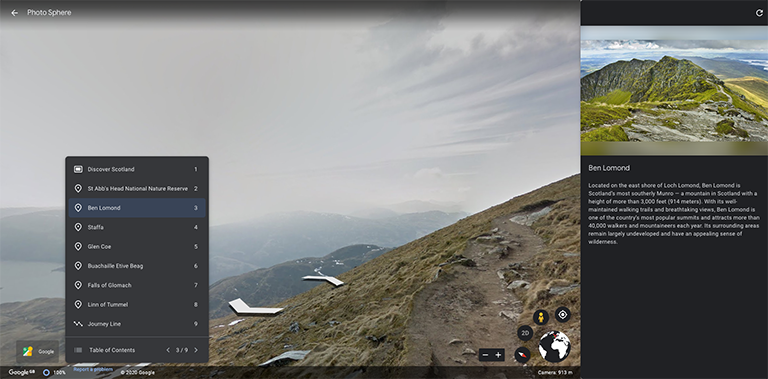 Photo Sphere
Discover Scotland 1
St Abb's Head National Nature Reserve 2
Ben Lomond 3
Staffa 4
Glen Coe 5
Buachaille Etive Beag 6
Falls of Glomach 7
Linn of Tummel 8
Journey Line 9
Table of Contents 3 / 9
Google
2D
Google GB 100% Report a problem © 2020 Google Camera: 913 m
Ben Lomond
Located on the east shore of Loch Lomond, Ben Lomond is
Scotland's most southerly Munro — a mountain in Scotland with a
height of more than 3,000 feet (914 meters). With its well-
maintained walking trails and breathtaking views, Ben Lomond is
one of the country's most popular summits and attracts more than
40,000 walkers and mountaineers each year. Its surrounding areas
remain largely undeveloped and have an appealing sense of
wilderness.